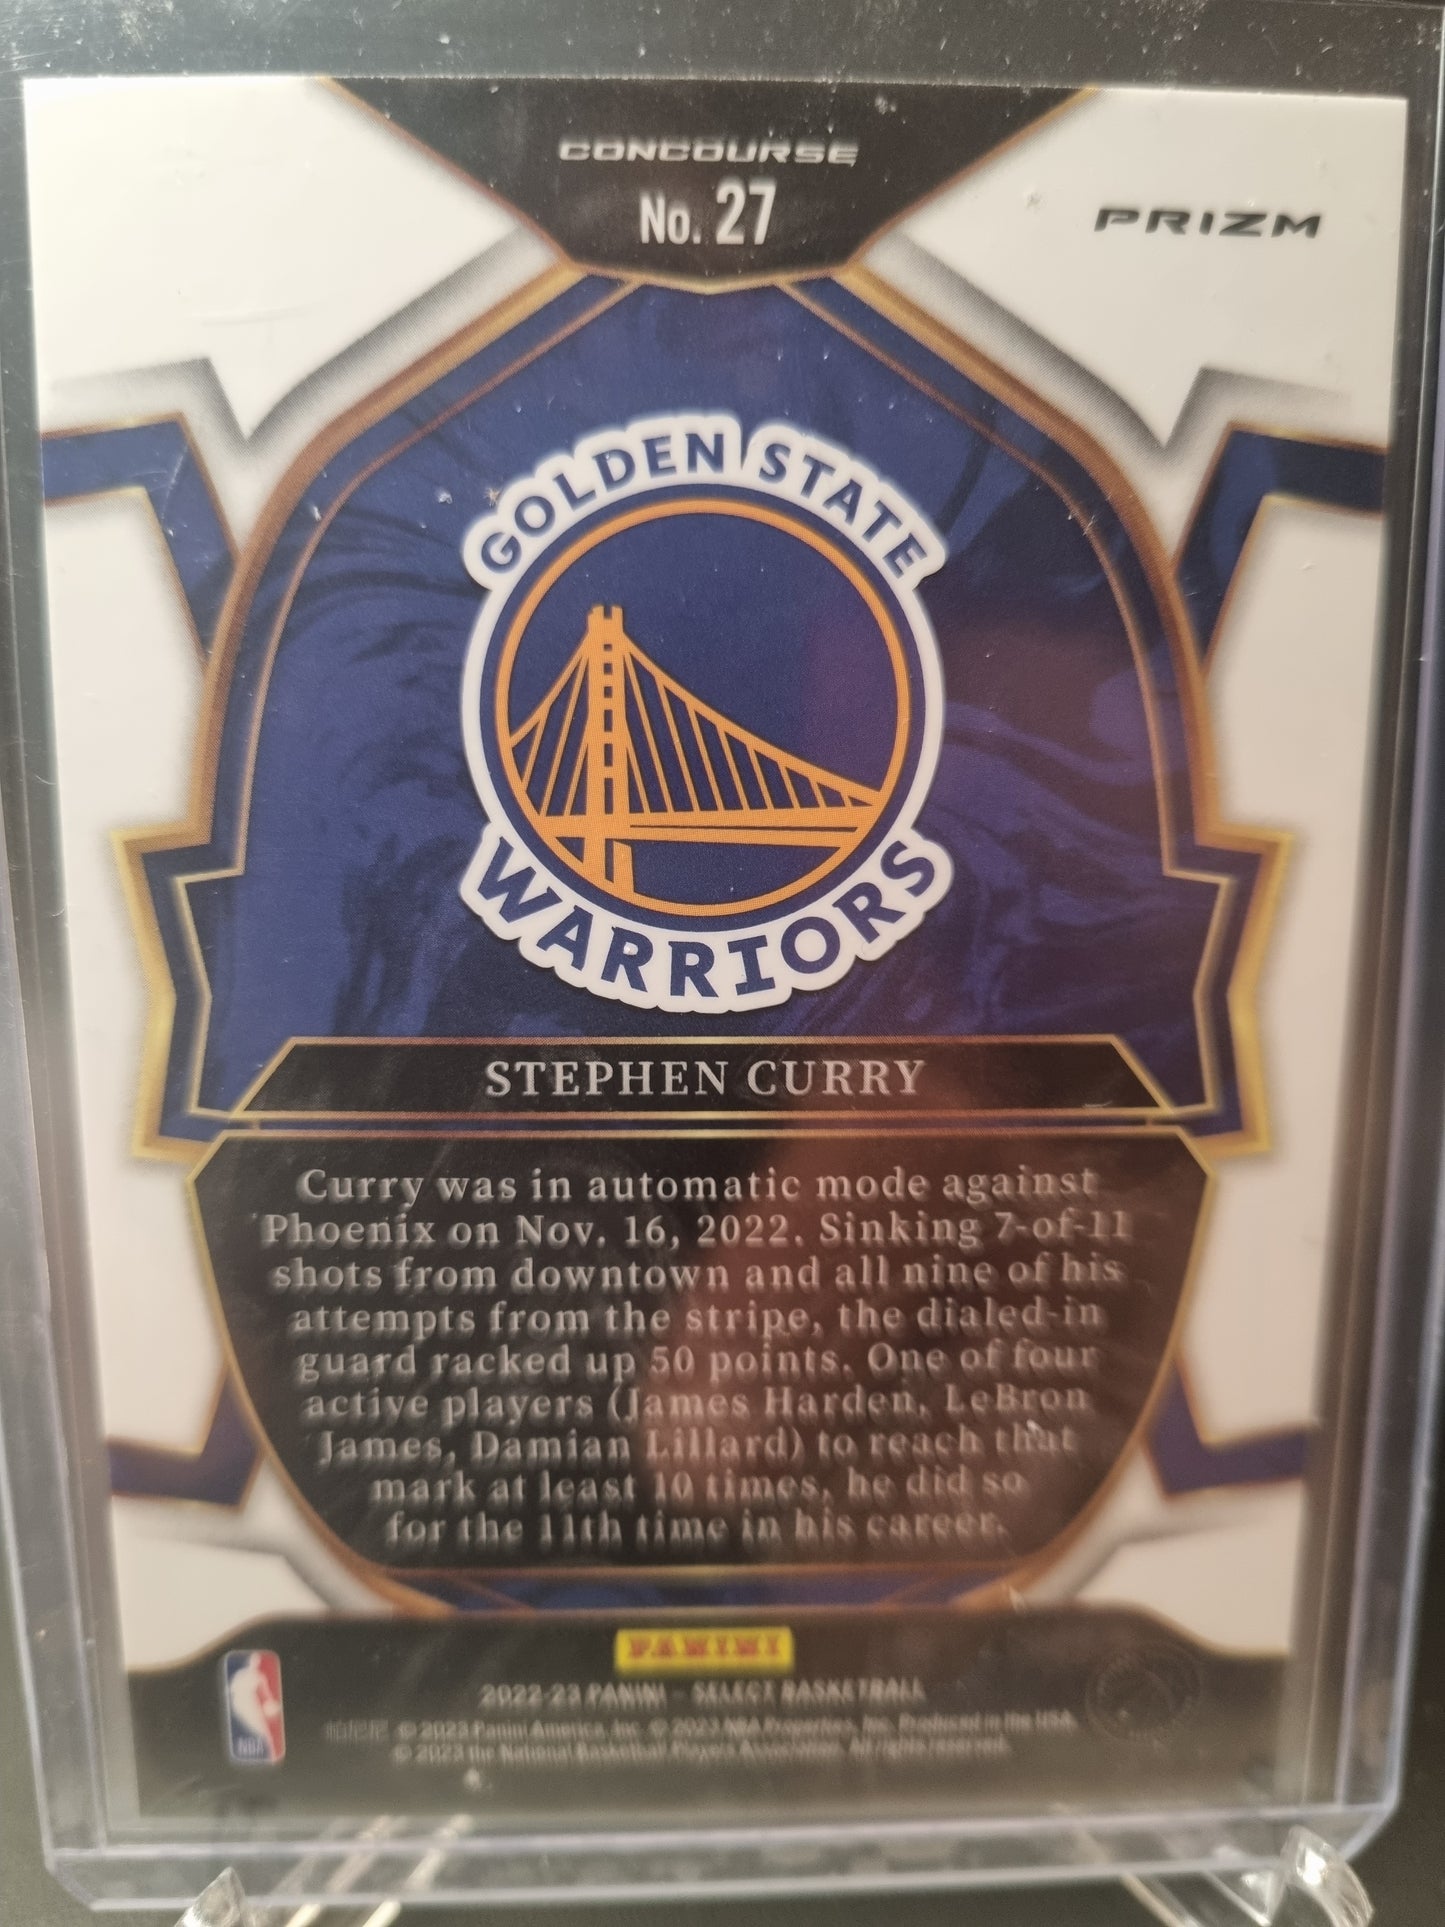 CONCOURSE
No. 27
PRIZM
GOLDEN STATE
WARRIORS
STEPHEN CURRY
Curry was in automatic mode against
Phoenix on Nov. 16, 2022. Sinking 7-of-11
shots from downtown and all nine of his
attempts from the stripe, the dialed-in
guard racked up 50 points. One of four
active players (James Harden, LeBron
James, Damian Lillard) to reach that
mark at least 10 times, he did so
for the 11th time in his career.
PANINI
2022-23 PANINI - SELECT BASKETBALL
© 2023 Panini America, Inc. © 2023 NBA Properties, Inc. Produced in the USA.
© 2023 the National Basketball Players Association. All rights reserved.
NBA